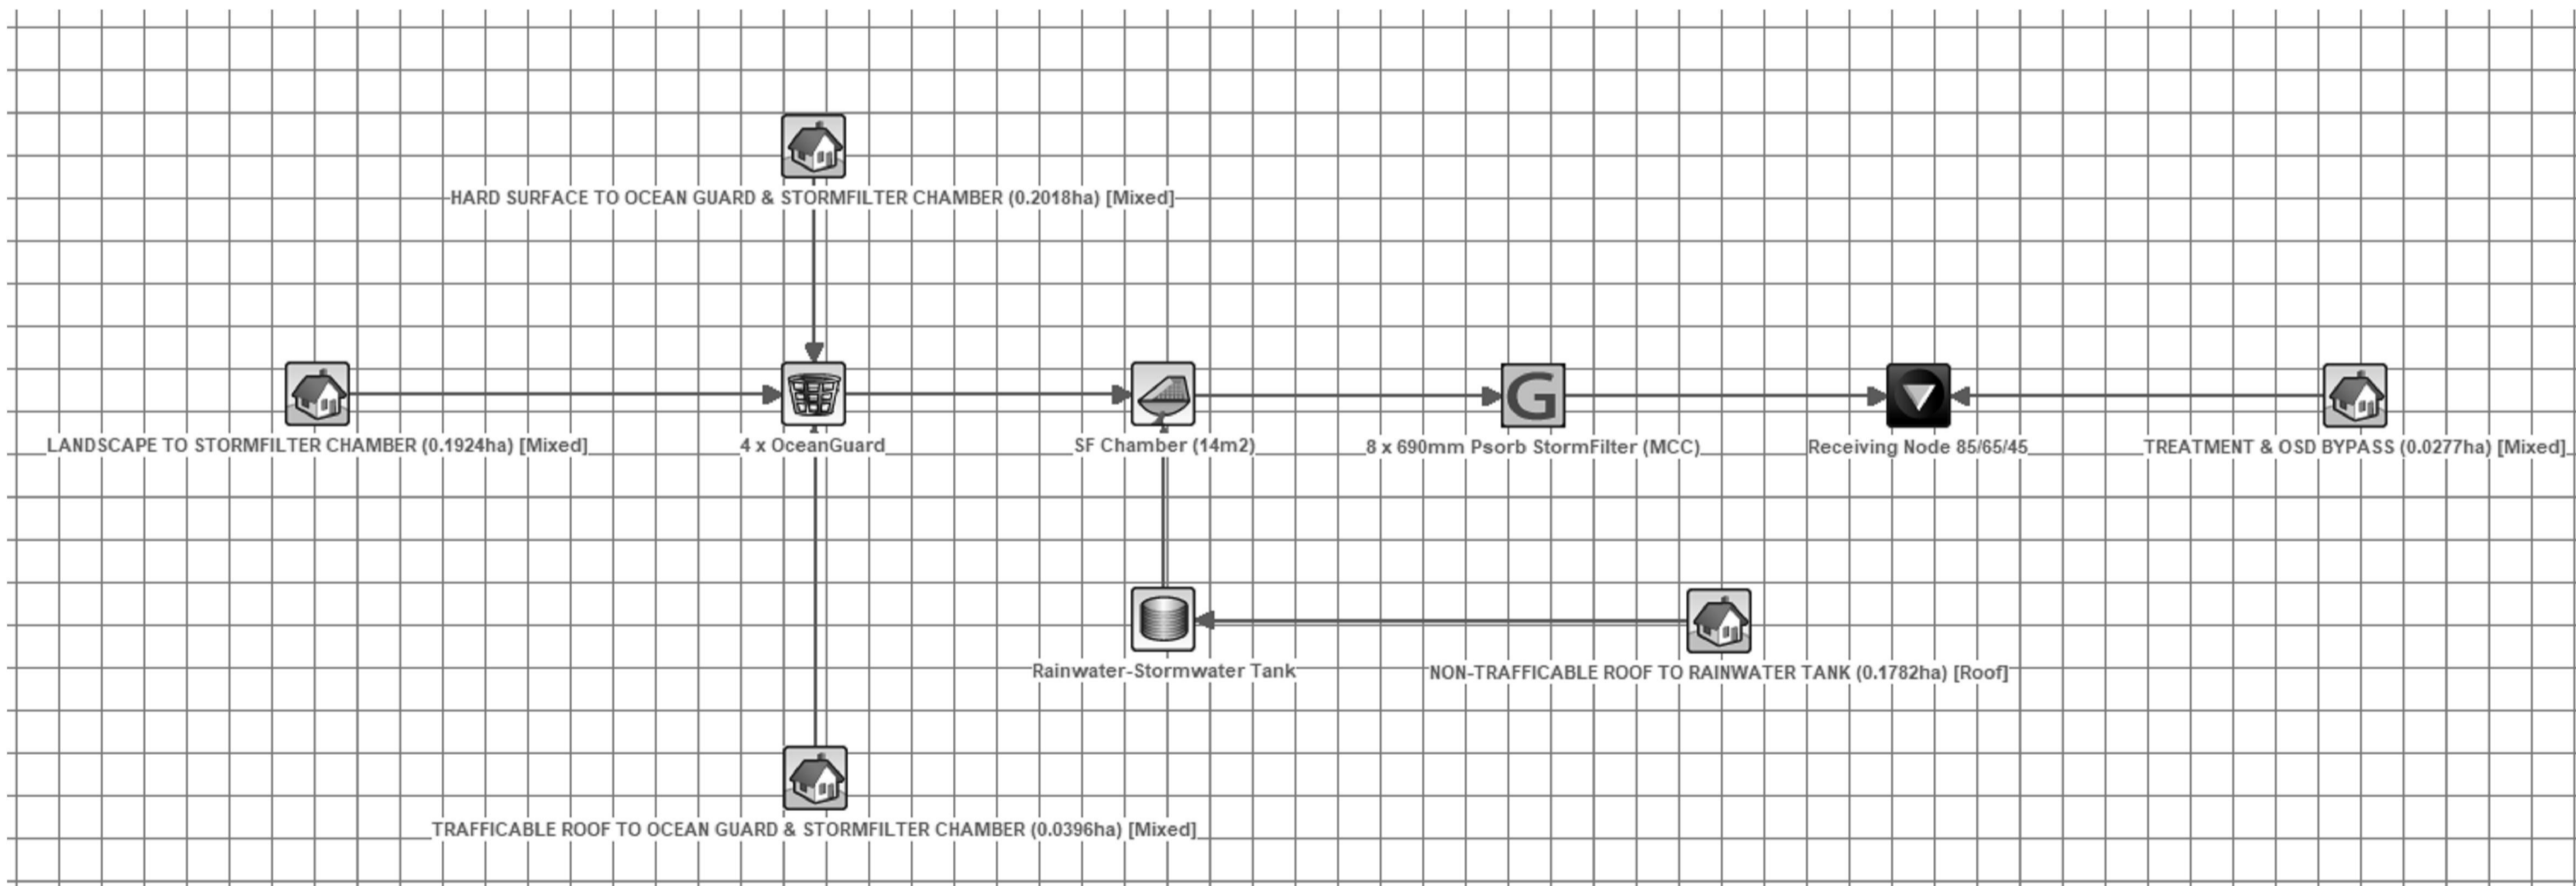 HARD SURFACE TO OCEAN GUARD & STORMFILTER CHAMBER (0.2018ha) [Mixed]
LANDSCAPE TO STORMFILTER CHAMBER (0.1924ha) [Mixed]
4 x OceanGuard
SF Chamber (14m2)
G
8 x 690mm Psorb StormFilter (MCC)
Receiving Node 85/65/45
TREATMENT & OSD BYPASS (0.0277ha) [Mixed]
Rainwater-Stormwater Tank
NON-TRAFFICABLE ROOF TO RAINWATER TANK (0.1782ha) [Roof]
TRAFFICABLE ROOF TO OCEAN GUARD & STORMFILTER CHAMBER (0.0396ha) [Mixed]